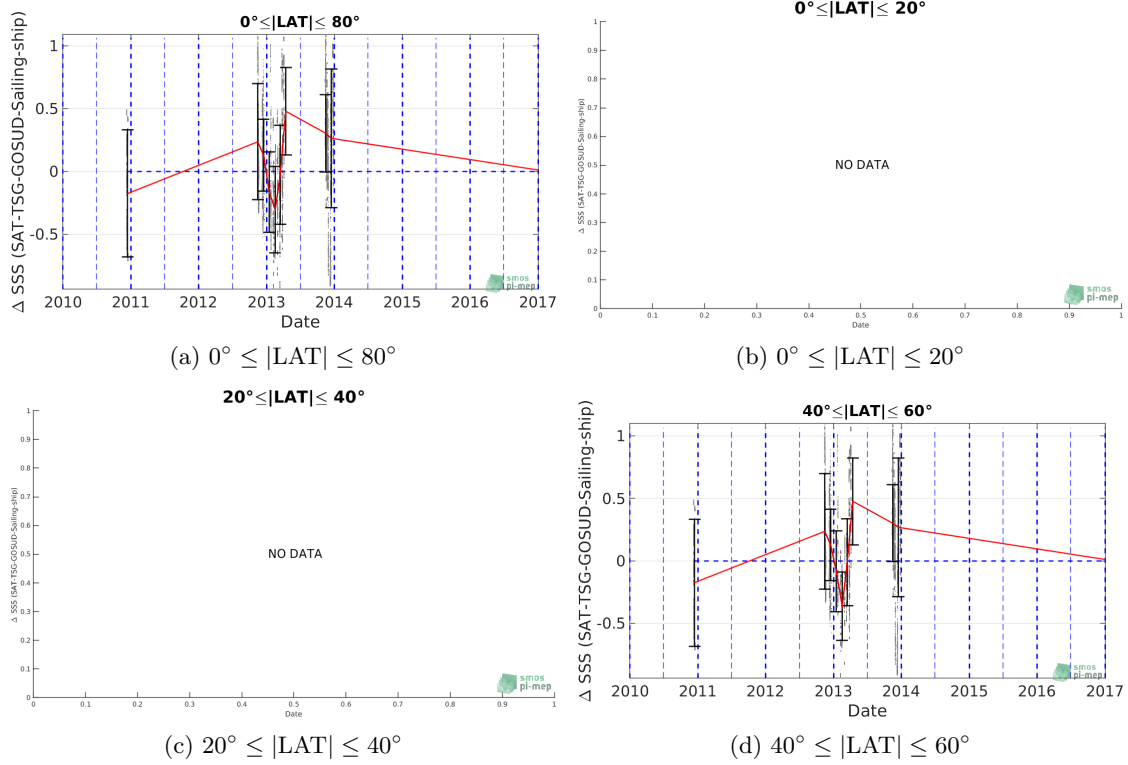 0°≤|LAT|≤ 80°
Δ SSS (SAT-TSG-GOSUD-Sailing-ship)
1
0.5
0
-0.5
2010 2011 2012 2013 2014 2015 2016 2017
Date
smos
pi-mep
(a) 0° ≤ |LAT| ≤ 80°
0°≤|LAT|≤ 20°
Δ SSS (SAT-TSG-GOSUD-Sailing-ship)
1
0.9
0.8
0.7
0.6
0.5
0.4
0.3
0.2
0.1
0
NO DATA
0 0.1 0.2 0.3 0.4 0.5 0.6 0.7 0.8 0.9 1
Date
smos
pi-mep
(b) 0° ≤ |LAT| ≤ 20°
20°≤|LAT|≤ 40°
Δ SSS (SAT-TSG-GOSUD-Sailing-ship)
1
0.9
0.8
0.7
0.6
0.5
0.4
0.3
0.2
0.1
0
NO DATA
0 0.1 0.2 0.3 0.4 0.5 0.6 0.7 0.8 0.9 1
Date
smos
pi-mep
(c) 20° ≤ |LAT| ≤ 40°
40°≤|LAT|≤ 60°
Δ SSS (SAT-TSG-GOSUD-Sailing-ship)
1
0.5
0
-0.5
2010 2011 2012 2013 2014 2015 2016 2017
Date
smos
pi-mep
(d) 40° ≤ |LAT| ≤ 60°